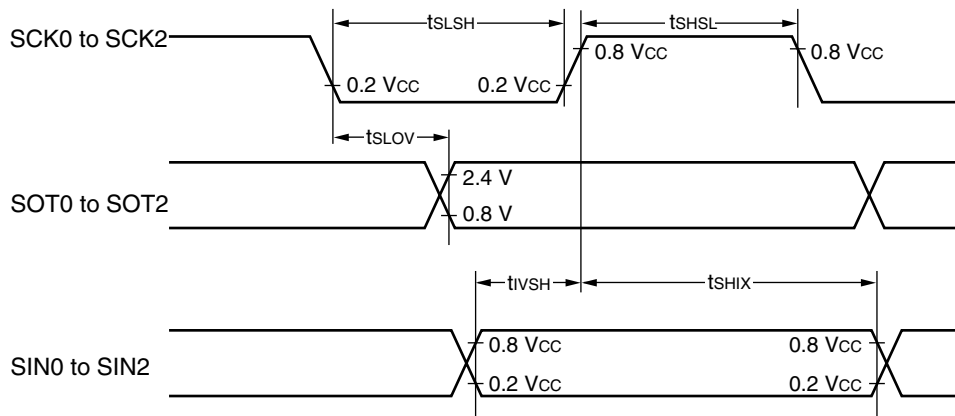 tSLSH tSHSL
SCK0 to SCK2
0.8 VCC 0.8 VCC
0.2 VCC 0.2 VCC
tSLOV
2.4 V
SOT0 to SOT2
0.8 V
tIVSH tSHIX
0.8 VCC 0.8 VCC
SIN0 to SIN2
0.2 VCC 0.2 VCC